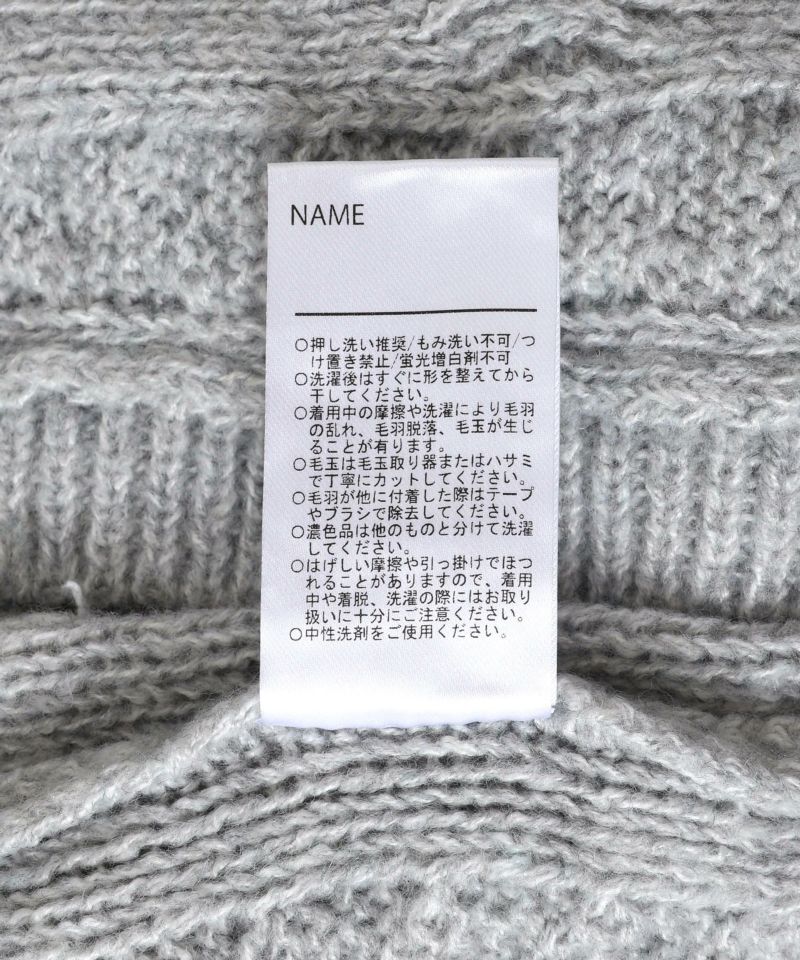 NAME
○押し洗い推奨/もみ洗い不可/つ
け置き禁止/蛍光増白剤不可
○洗濯後はすぐに形を整えてから
干してください。
○着用中の摩擦や洗濯により毛羽
の乱れ、毛羽脱落、毛玉が生じ
ることが有ります。
○毛玉は毛玉取り器またはハサミ
で丁寧にカットしてください。
○毛羽が他に付着した際はテープ
やブラシで除去してください。
○濃色品は他のものと分けて洗濯
してください。
○はげしい摩擦や引っ掛けでほつ
れることがありますので、着用
中や着脱、洗濯の際にはお取り
扱いに十分にご注意ください。
○中性洗剤をご使用ください。